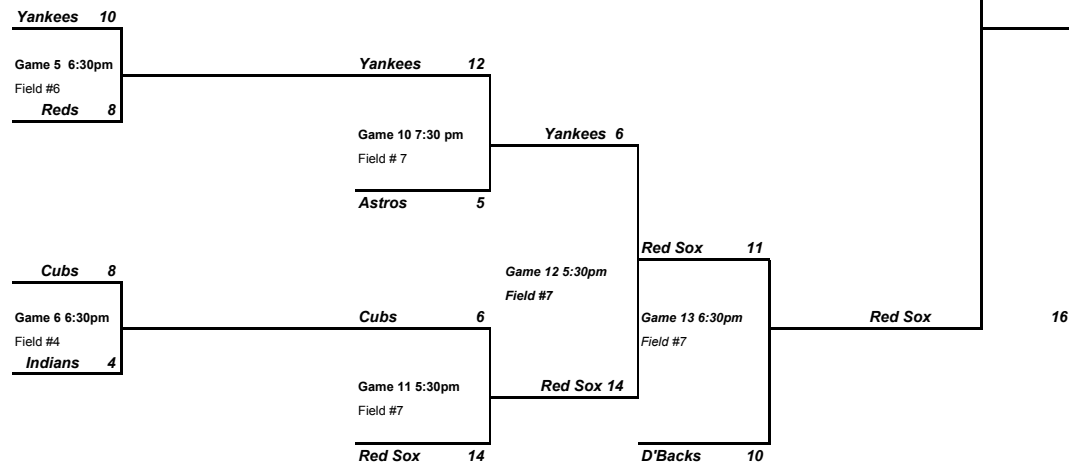 Yankees 10
Game 5 6:30pm
Field #6
Reds 8
Yankees 12
Game 10 7:30 pm
Field # 7
Astros 5
Yankees 6
Cubs 8
Game 6 6:30pm
Field #4
Indians 4
Cubs 6
Game 11 5:30pm
Field #7
Red Sox 14
Game 12 5:30pm
Field #7
Red Sox 14
Red Sox 11
Game 13 6:30pm
Field #7
D'Backs 10
Red Sox 16